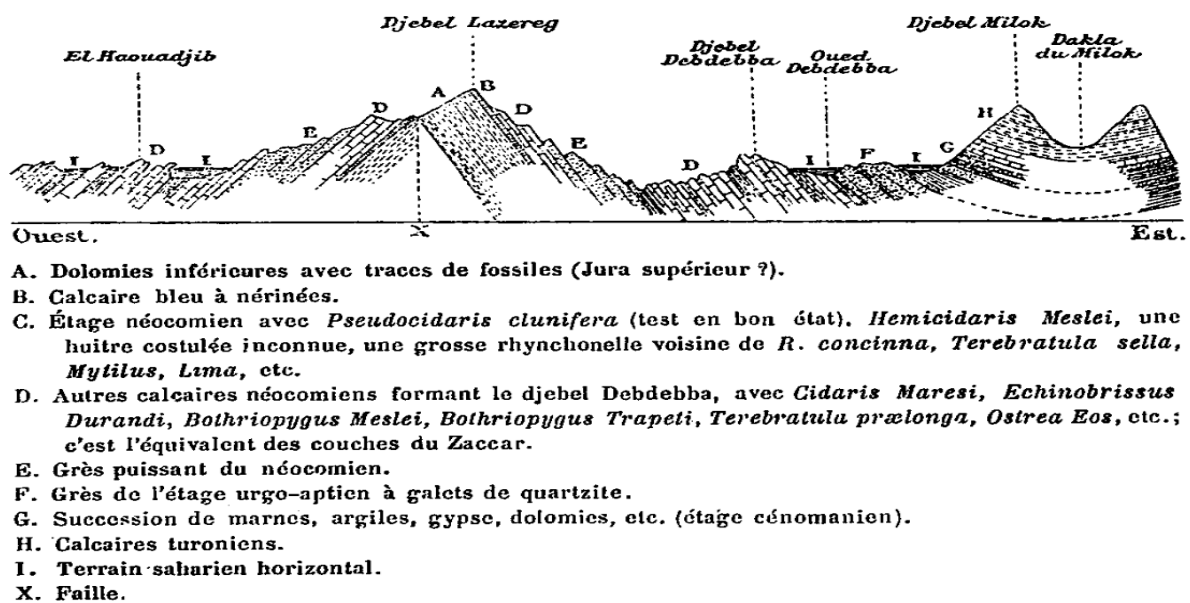 Djebel Lazereg
Djebel Milok
El Haouadjib
Djebel
Debdebba
Oued
Debdebba
Dakla
du Milok
A
B
D
D
H
E
E
G
I
D
I
D
I
F
I
Ouest.
X
Est.
A. Dolomies inférieures avec traces de fossiles (Jura supérieur ?).
B. Calcaire bleu à nérinées.
C. Étage néocomien avec Pseudocidaris clunifera (test en bon état). Hemicidaris Meslei, une
huitre costulée inconnue, une grosse rhynchonelle voisine de R. concinna, Terebratula sella,
Mytilus, Lima, etc.
D. Autres calcaires néocomiens formant le djebel Debdebba, avec Cidaris Maresi, Echinobrissus
Durandi, Bothriopygus Meslei, Bothriopygus Trapeti, Terebratula prælonga, Ostrea Eos, etc.;
c'est l'équivalent des couches du Zaccar.
E. Grès puissant du néocomien.
F. Grès de l'étage urgo-aptien à galets de quartzite.
G. Succession de marnes, argiles, gypse, dolomies, etc. (étage cénomanien).
H. Calcaires turoniens.
I. Terrain saharien horizontal.
X. Faille.